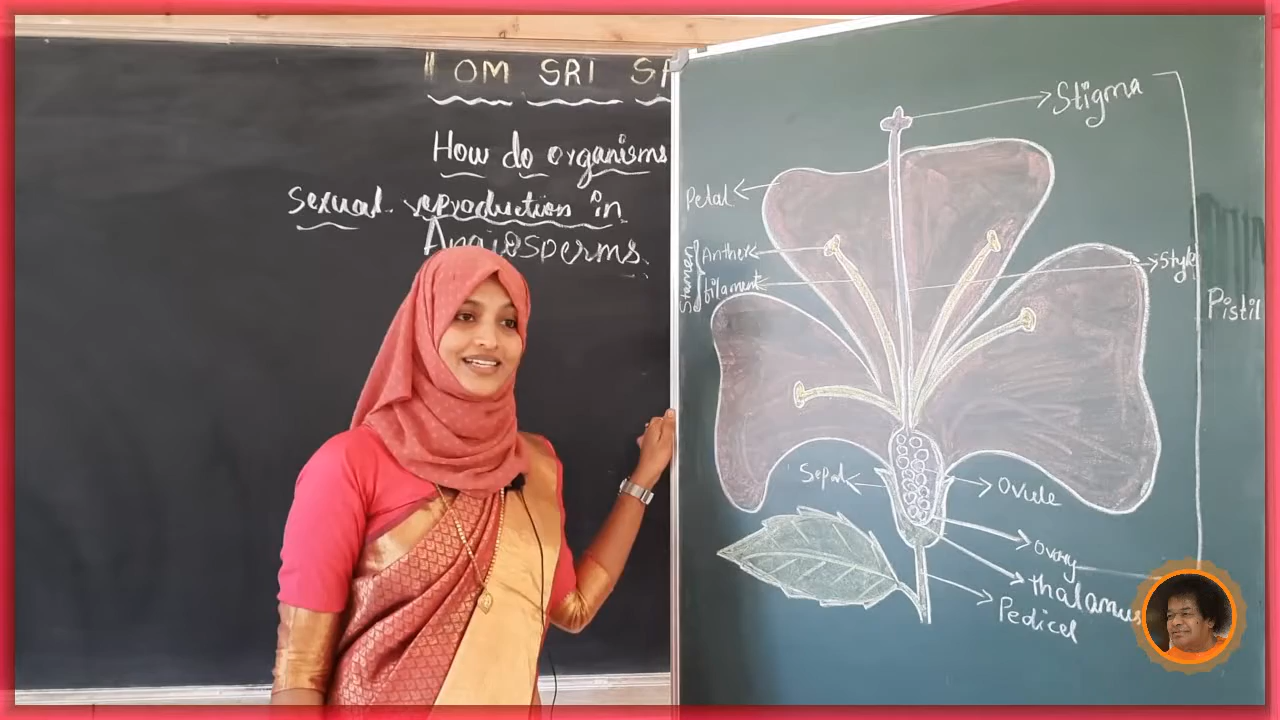 || OM SRI SA
How do organisms
sexual reproduction in
Angiosperms.
Stigma
Petal
Anther
Stamen
filament
Style
Pistil
Sepal
Ovule
Ovary
thalamus
Pedicel